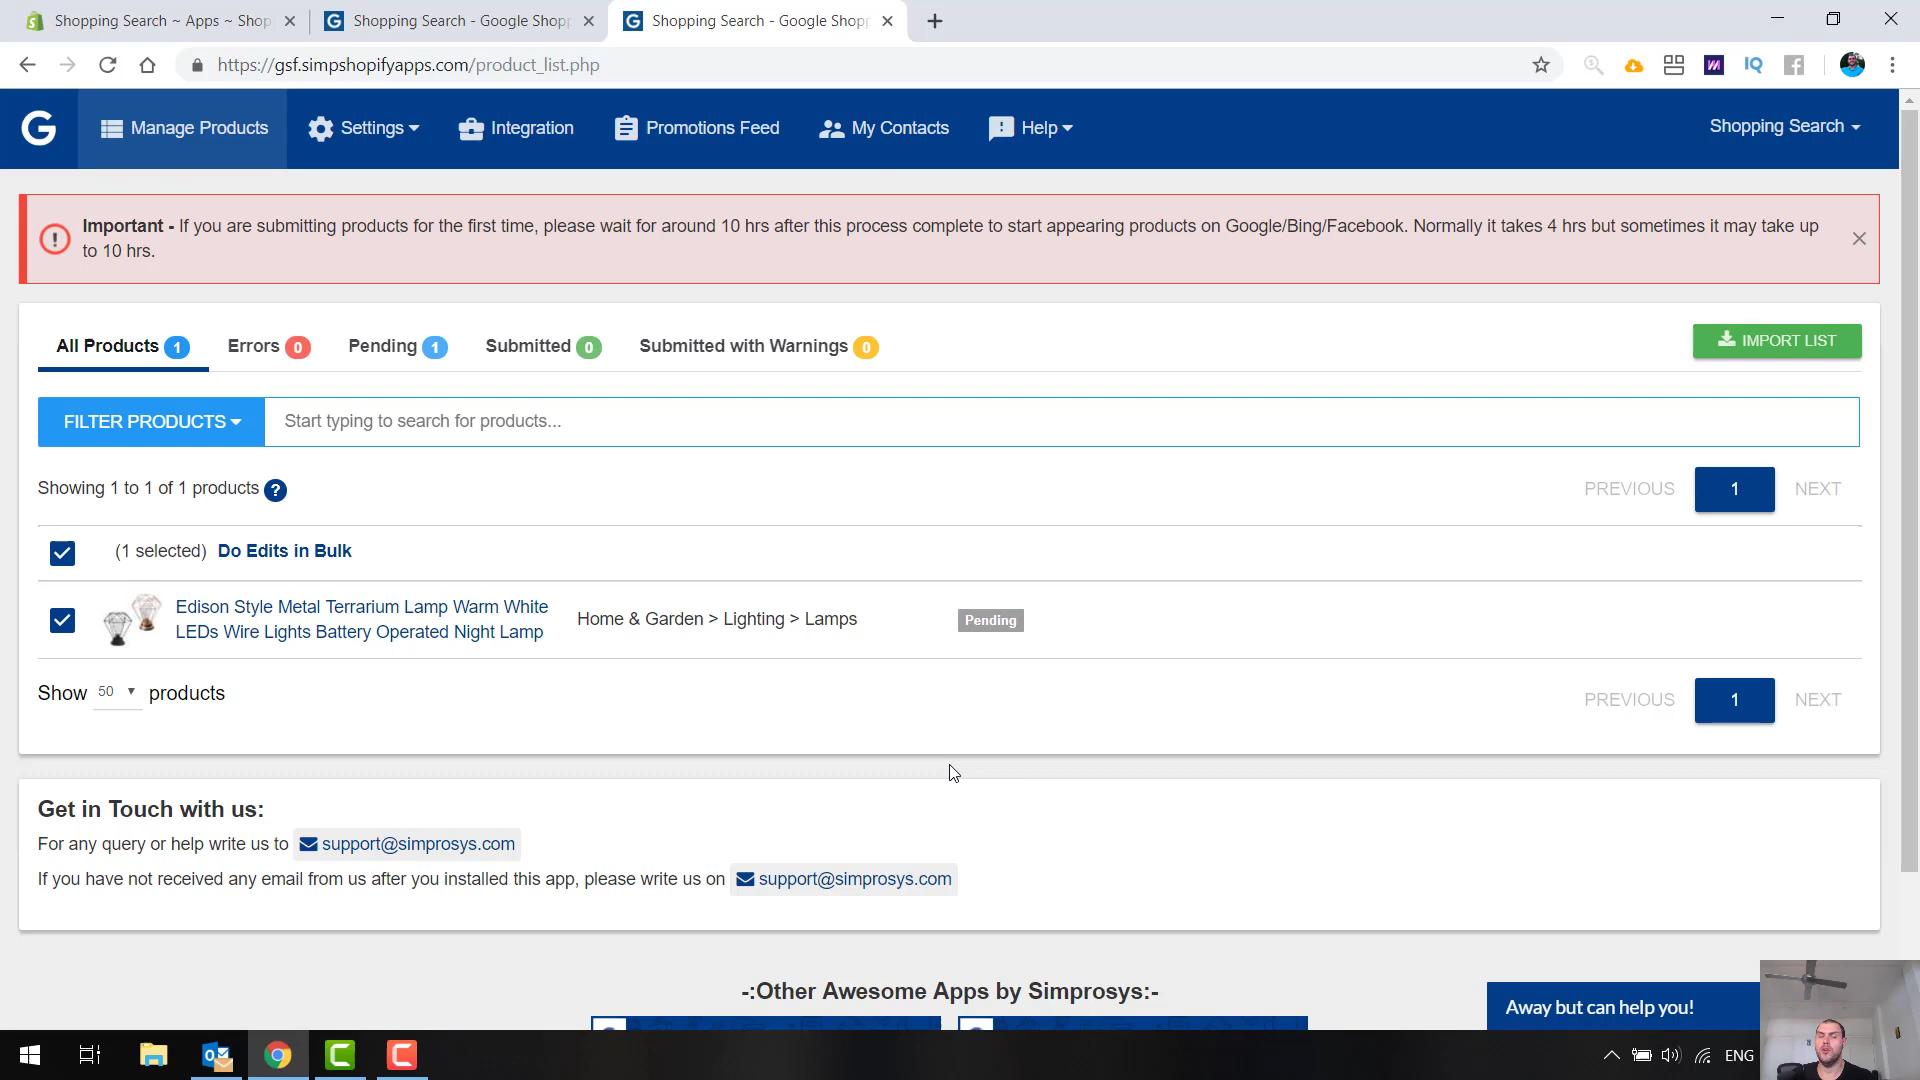 Shopping Search ~ Apps ~ Shop
Shopping Search - Google Shopp
Shopping Search - Google Shopp
https://gsf.simpshopifyapps.com/product_list.php
IQ
G
Manage Products
Settings
Integration
Promotions Feed
My Contacts
Help
Shopping Search
Important - If you are submitting products for the first time, please wait for around 10 hrs after this process complete to start appearing products on Google/Bing/Facebook. Normally it takes 4 hrs but sometimes it may take up
to 10 hrs.
All Products 1
Errors 0
Pending 1
Submitted 0
Submitted with Warnings 0
IMPORT LIST
FILTER PRODUCTS
Start typing to search for products...
Showing 1 to 1 of 1 products ?
PREVIOUS 1 NEXT
(1 selected) Do Edits in Bulk
Edison Style Metal Terrarium Lamp Warm White
LEDs Wire Lights Battery Operated Night Lamp
Home & Garden > Lighting > Lamps
Pending
Show 50 products
PREVIOUS 1 NEXT
Get in Touch with us:
For any query or help write us to support@simprosys.com
If you have not received any email from us after you installed this app, please write us on support@simprosys.com
-:Other Awesome Apps by Simprosys:-
Away but can help you!
ENG